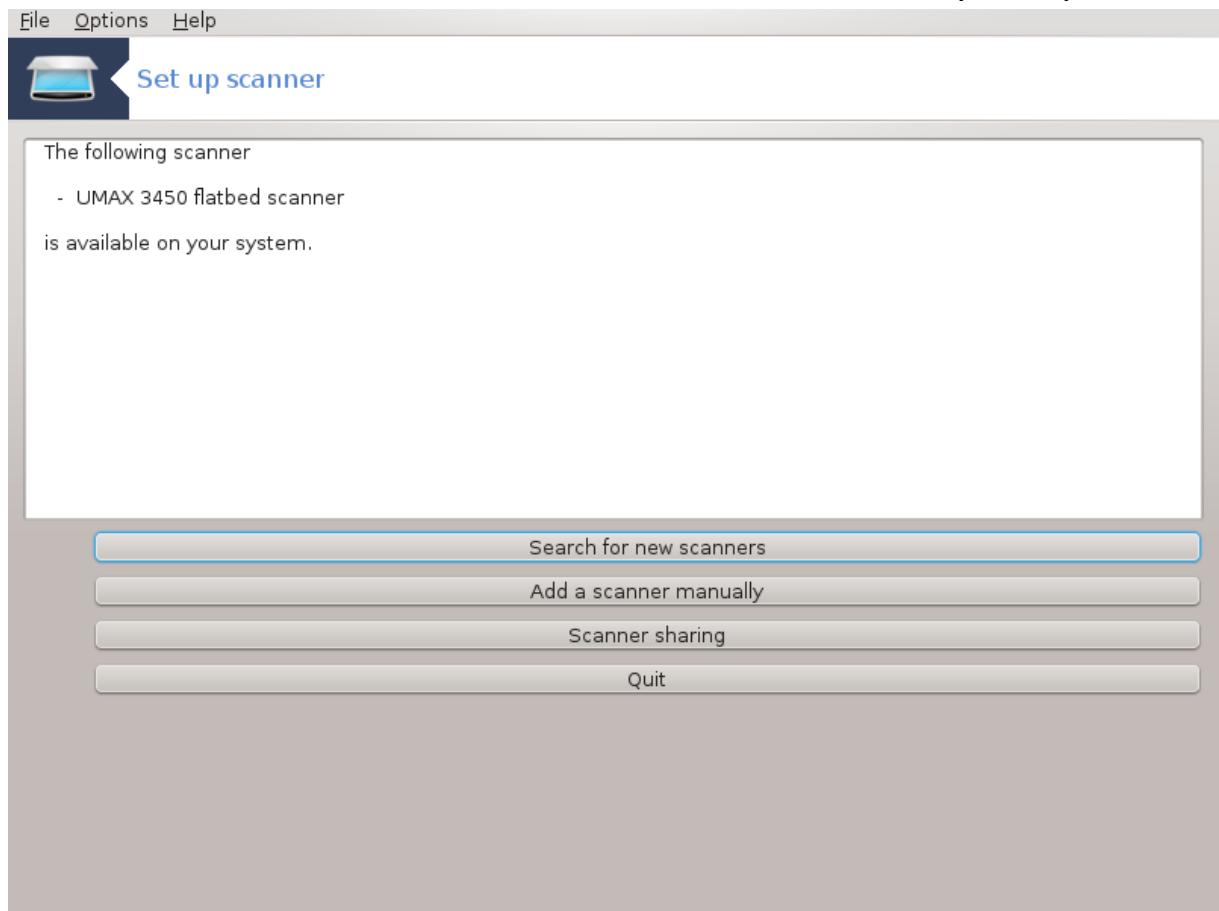 File Options Help
Set up scanner
The following scanner
- UMAX 3450 flatbed scanner
is available on your system.
Search for new scanners
Add a scanner manually
Scanner sharing
Quit